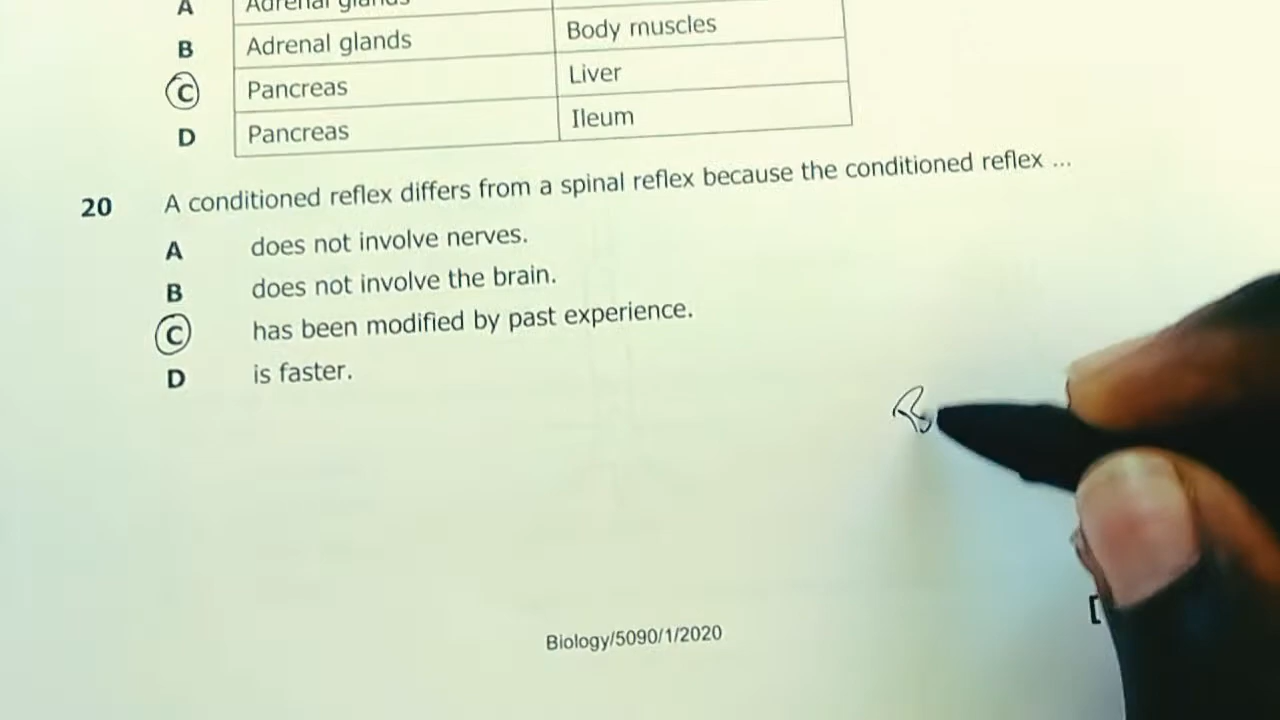 A Adrenal glands
B Adrenal glands Body muscles
C Pancreas Liver
D Pancreas Ileum
20 A conditioned reflex differs from a spinal reflex because the conditioned reflex ...
A does not involve nerves.
B does not involve the brain.
C has been modified by past experience.
D is faster.
B
[
Biology/5090/1/2020